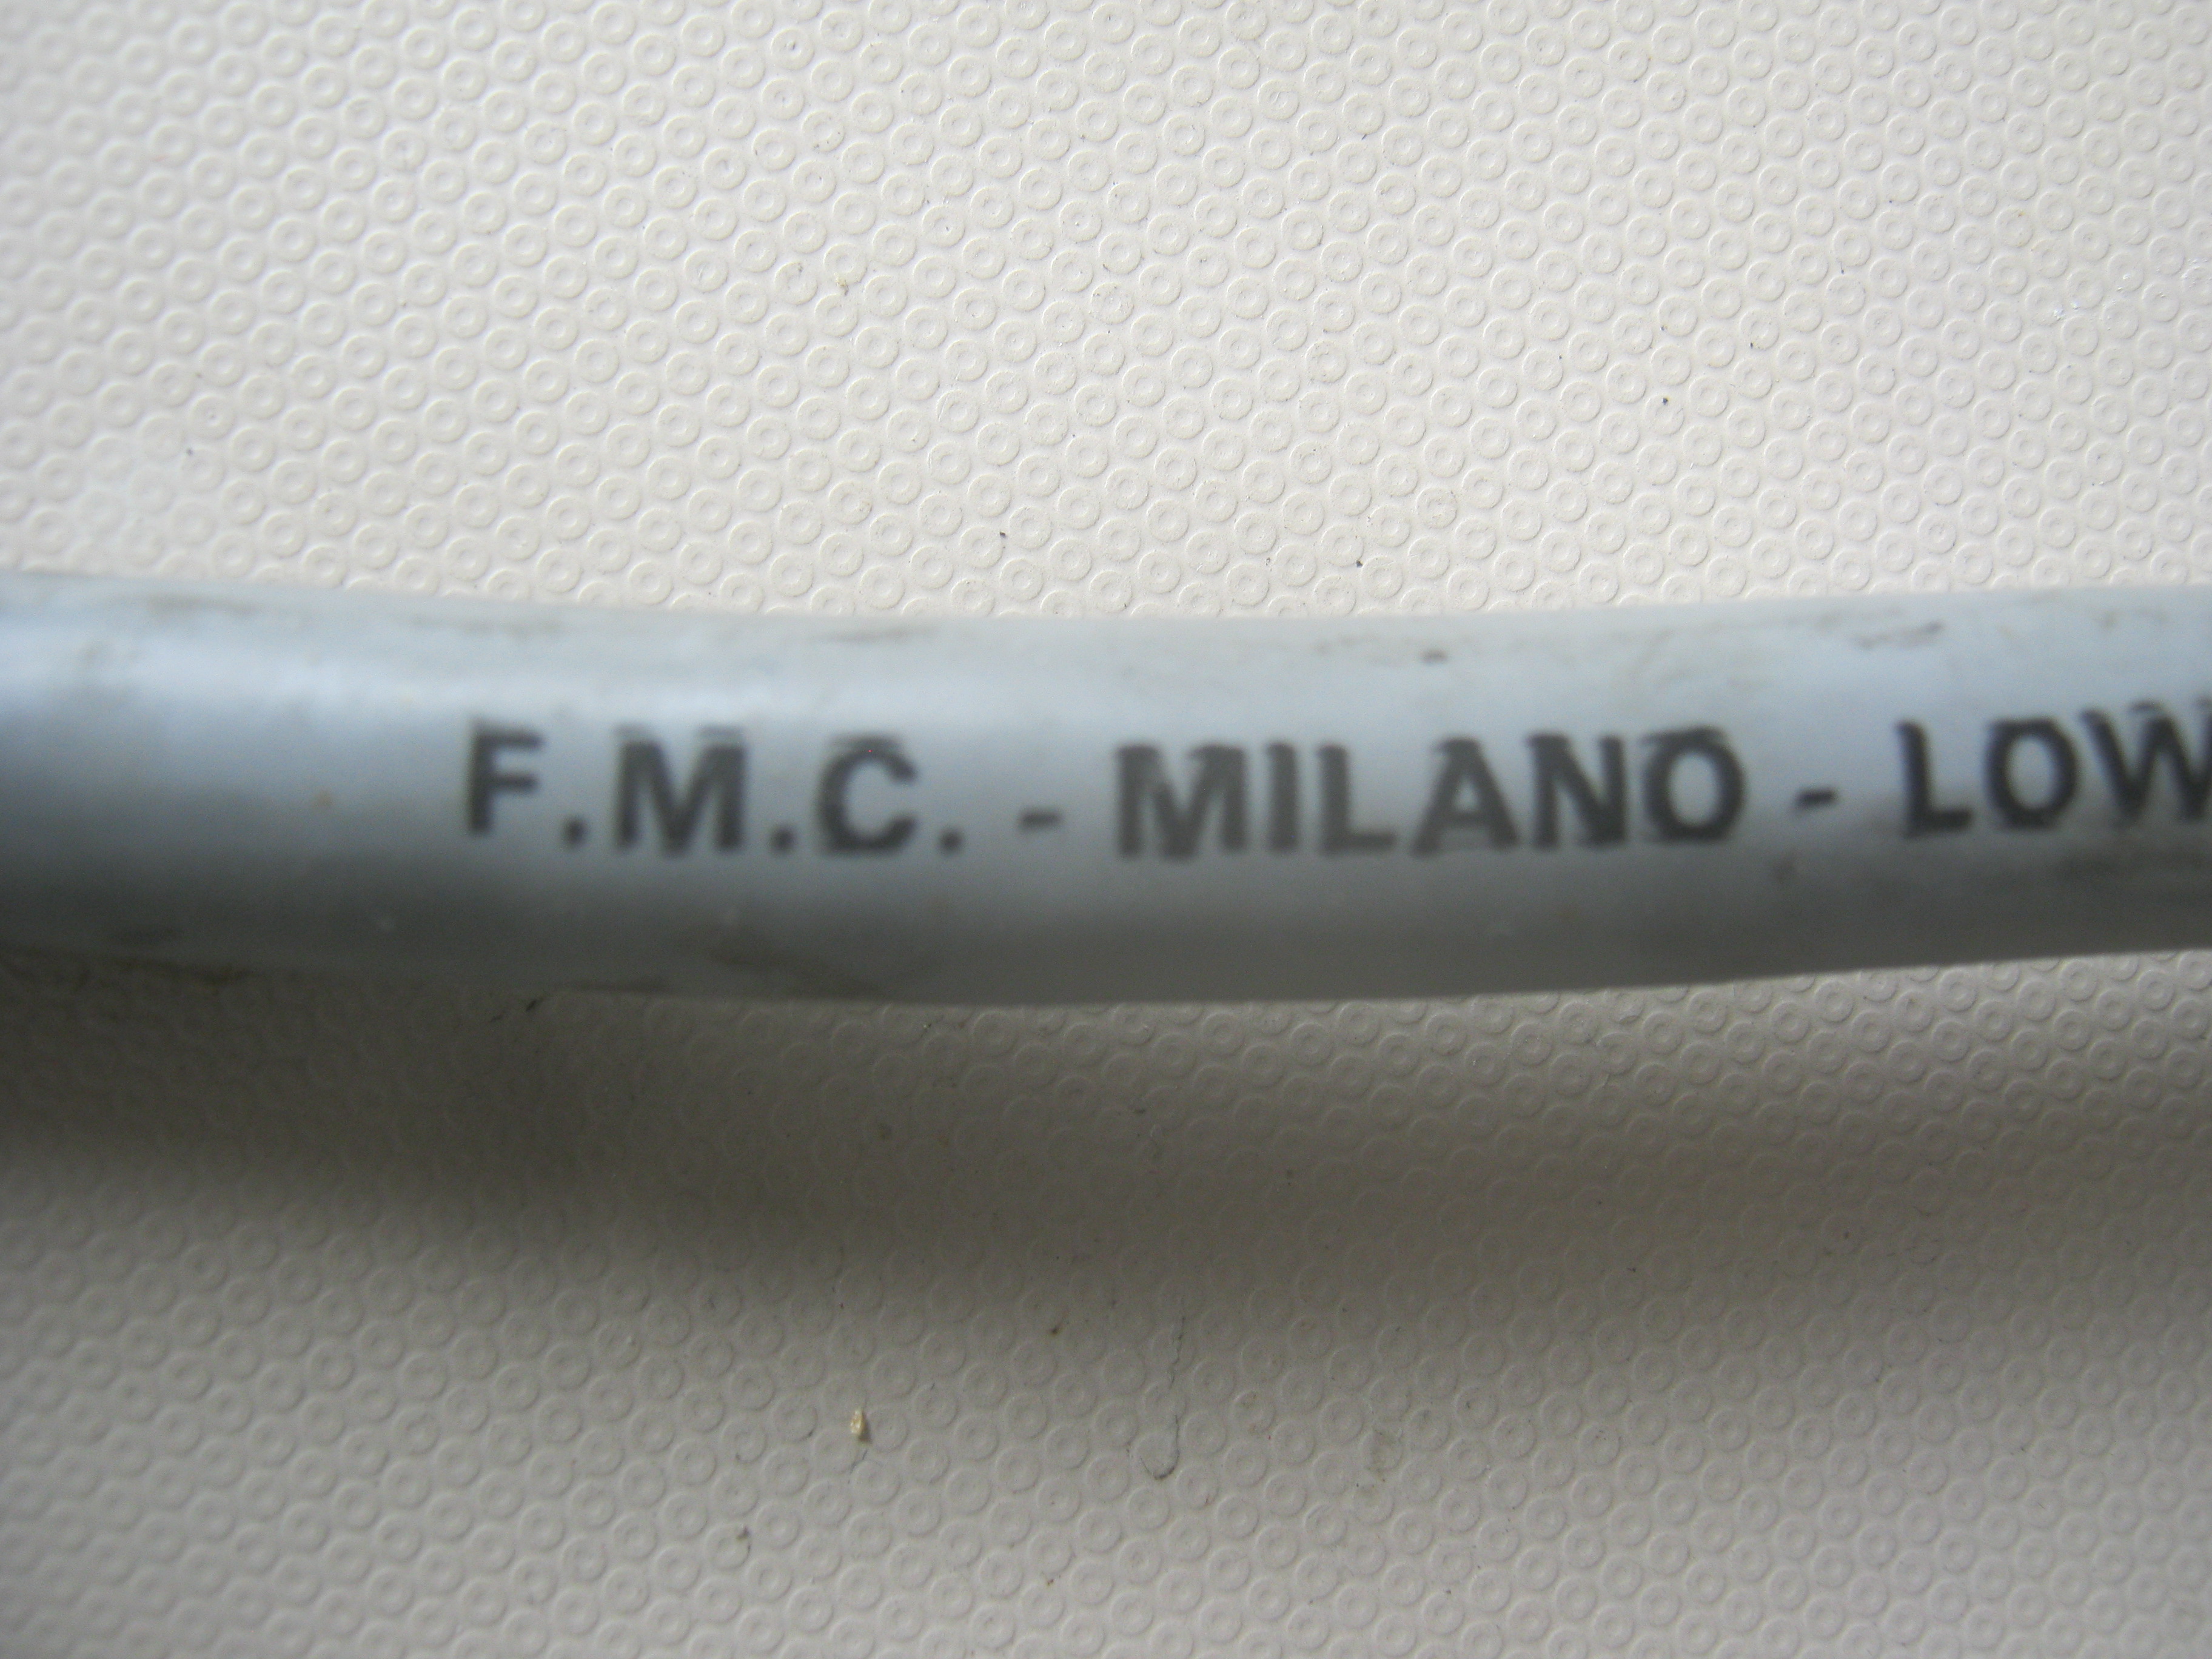 F.M.C. - MILANO - LOW